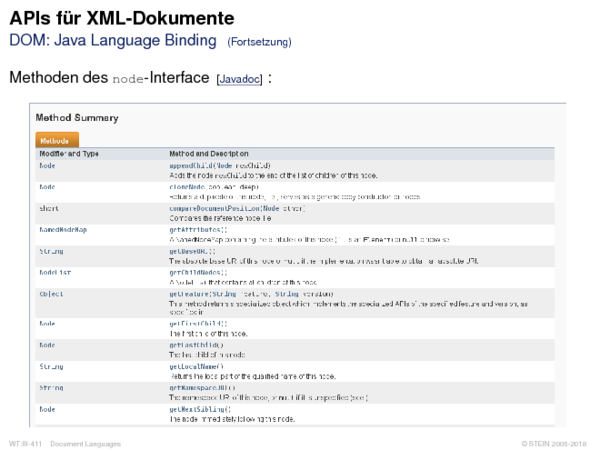 APIs für XML-Dokumente
DOM: Java Language Binding (Fortsetzung)
Methoden des node-Interface [Javadoc] :
Method Summary
Methods
Modifier and Type Method and Description
Node appendChild(Node newChild)
Adds the node newChild to the end of the list of children of this node.
Node cloneNode(boolean deep)
Returns a duplicate of this node, i.e., serves as a generic copy constructor for nodes.
short compareDocumentPosition(Node other)
Compares the reference node, i.e.
NamedNodeMap getAttributes()
A NamedNodeMap containing the attributes of this node (if it is an Element) or null otherwise.
String getBaseURI()
The absolute base URI of this node or null if the implementation wasn't able to obtain an absolute URI.
NodeList getChildNodes()
A NodeList that contains all children of this node.
Object getFeature(String feature, String version)
This method returns a specialized object which implements the specialized APIs of the specified feature and version, as
specified in
Node getFirstChild()
The first child of this node.
Node getLastChild()
The last child of this node.
String getLocalName()
Returns the local part of the qualified name of this node.
String getNamespaceURI()
The namespace URI of this node, or null if it is unspecified (see ).
Node getNextSibling()
The node immediately following this node.
WT:III-411 Document Languages © STEIN 2005-2018